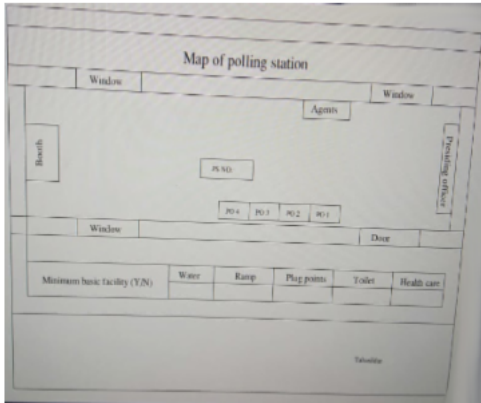 Map of polling station
Window
Window
Agents
Booth
Presiding officer
PO 4 PO 3 PO 2 PO 1
Window
Door
Minimum basic facility (Y/N) Water Ramp Plug points Toilet Health care